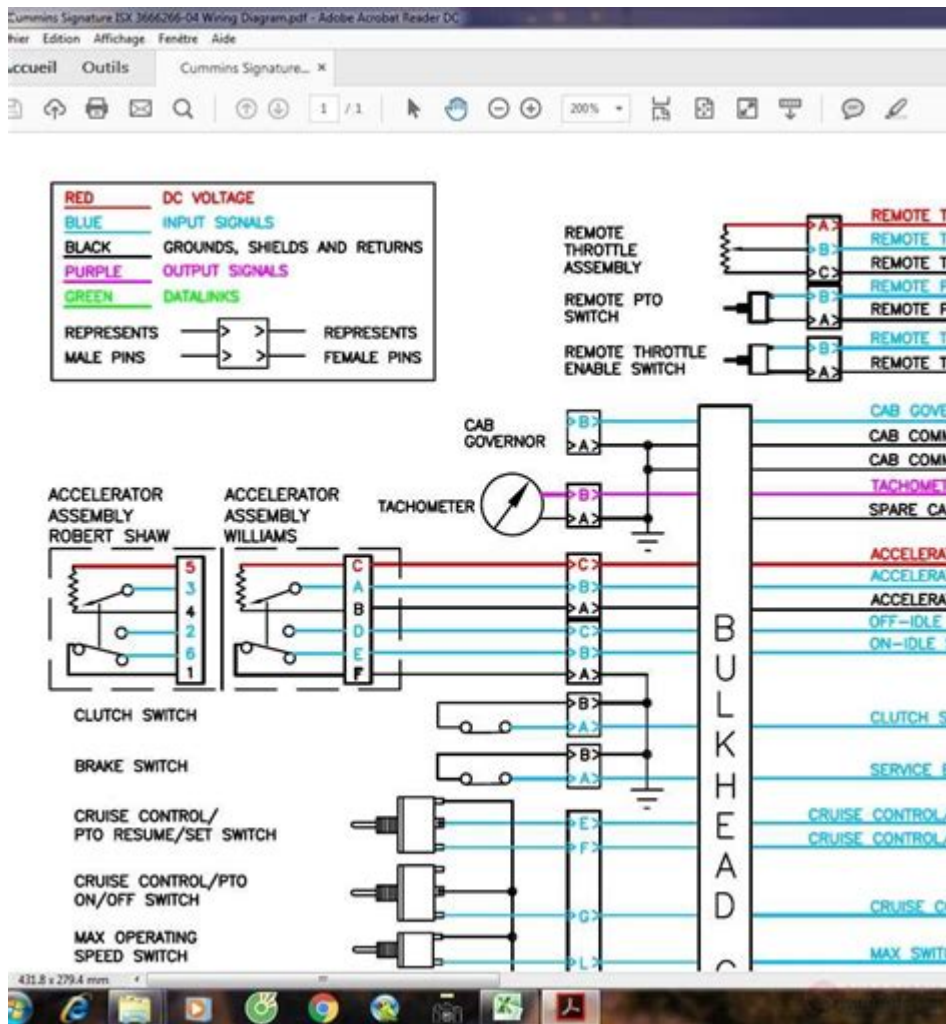 Cummins Signature ISX 3666266-04 Wiring Diagram.pdf - Adobe Acrobat Reader DC
hier Edition Affichage Fenêtre Aide
ccueil Outils Cummins Signature... ×
1 / 1 200%
RED DC VOLTAGE
BLUE INPUT SIGNALS
BLACK GROUNDS, SHIELDS AND RETURNS
PURPLE OUTPUT SIGNALS
GREEN DATALINKS
REPRESENTS REPRESENTS
MALE PINS FEMALE PINS
REMOTE
THROTTLE
ASSEMBLY
A REMOTE T
B REMOTE T
C REMOTE T
REMOTE PTO
SWITCH
B REMOTE P
A REMOTE P
REMOTE THROTTLE
ENABLE SWITCH
B REMOTE T
A REMOTE T
CAB
GOVERNOR
B CAB GOVE
A CAB COMM
CAB COMM
TACHOMETER
B TACHOMET
A SPARE CA
ACCELERATOR
ASSEMBLY
ROBERT SHAW
5
3
4
2
6
1
ACCELERATOR
ASSEMBLY
WILLIAMS
C C ACCELERA
A B ACCELERA
B A ACCELERA
D C OFF-IDLE
E B ON-IDLE
F A
CLUTCH SWITCH
B
A CLUTCH S
BRAKE SWITCH
B
A SERVICE B
CRUISE CONTROL/
PTO RESUME/SET SWITCH
E CRUISE CONTROL/
F CRUISE CONTROL/
CRUISE CONTROL/PTO
ON/OFF SWITCH
G CRUISE CO
MAX OPERATING
SPEED SWITCH
L MAX SWIT
BULKHEAD C
431.8 x 279.4 mm